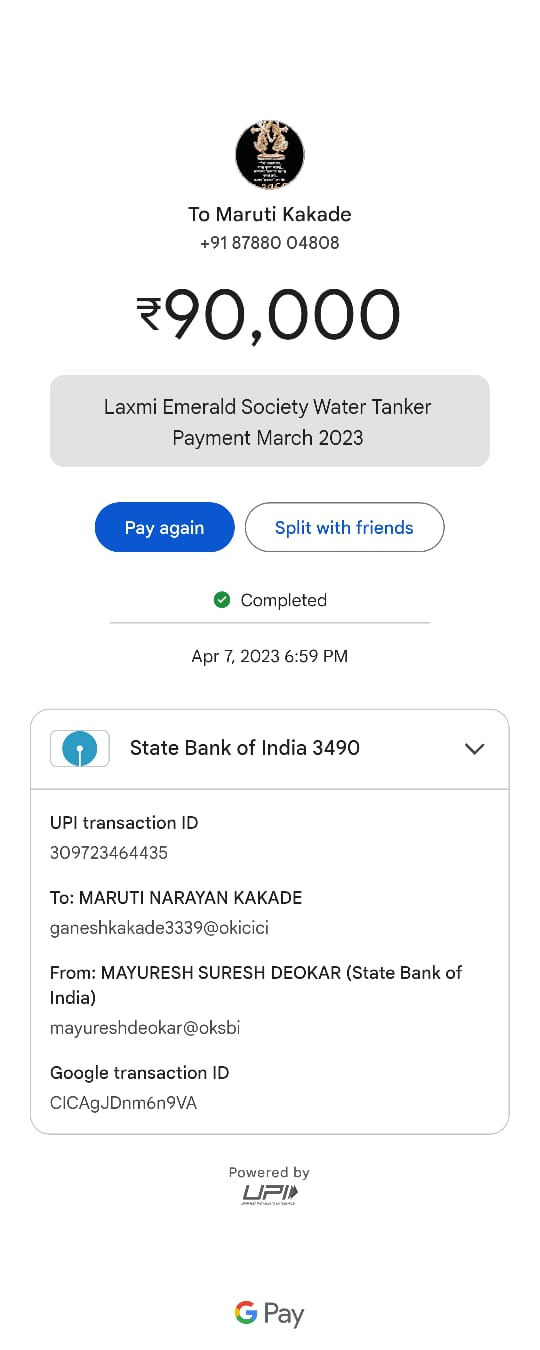 To Maruti Kakade
+91 87880 04808
₹90,000
Laxmi Emerald Society Water Tanker
Payment March 2023
Pay again
Split with friends
Completed
Apr 7, 2023 6:59 PM
State Bank of India 3490
UPI transaction ID
309723464435
To: MARUTI NARAYAN KAKADE
ganeshkakade3339@okicici
From: MAYURESH SURESH DEOKAR (State Bank of
India)
mayureshdeokar@oksbi
Google transaction ID
CICAgJDnm6n9VA
Powered by
UPI
G Pay